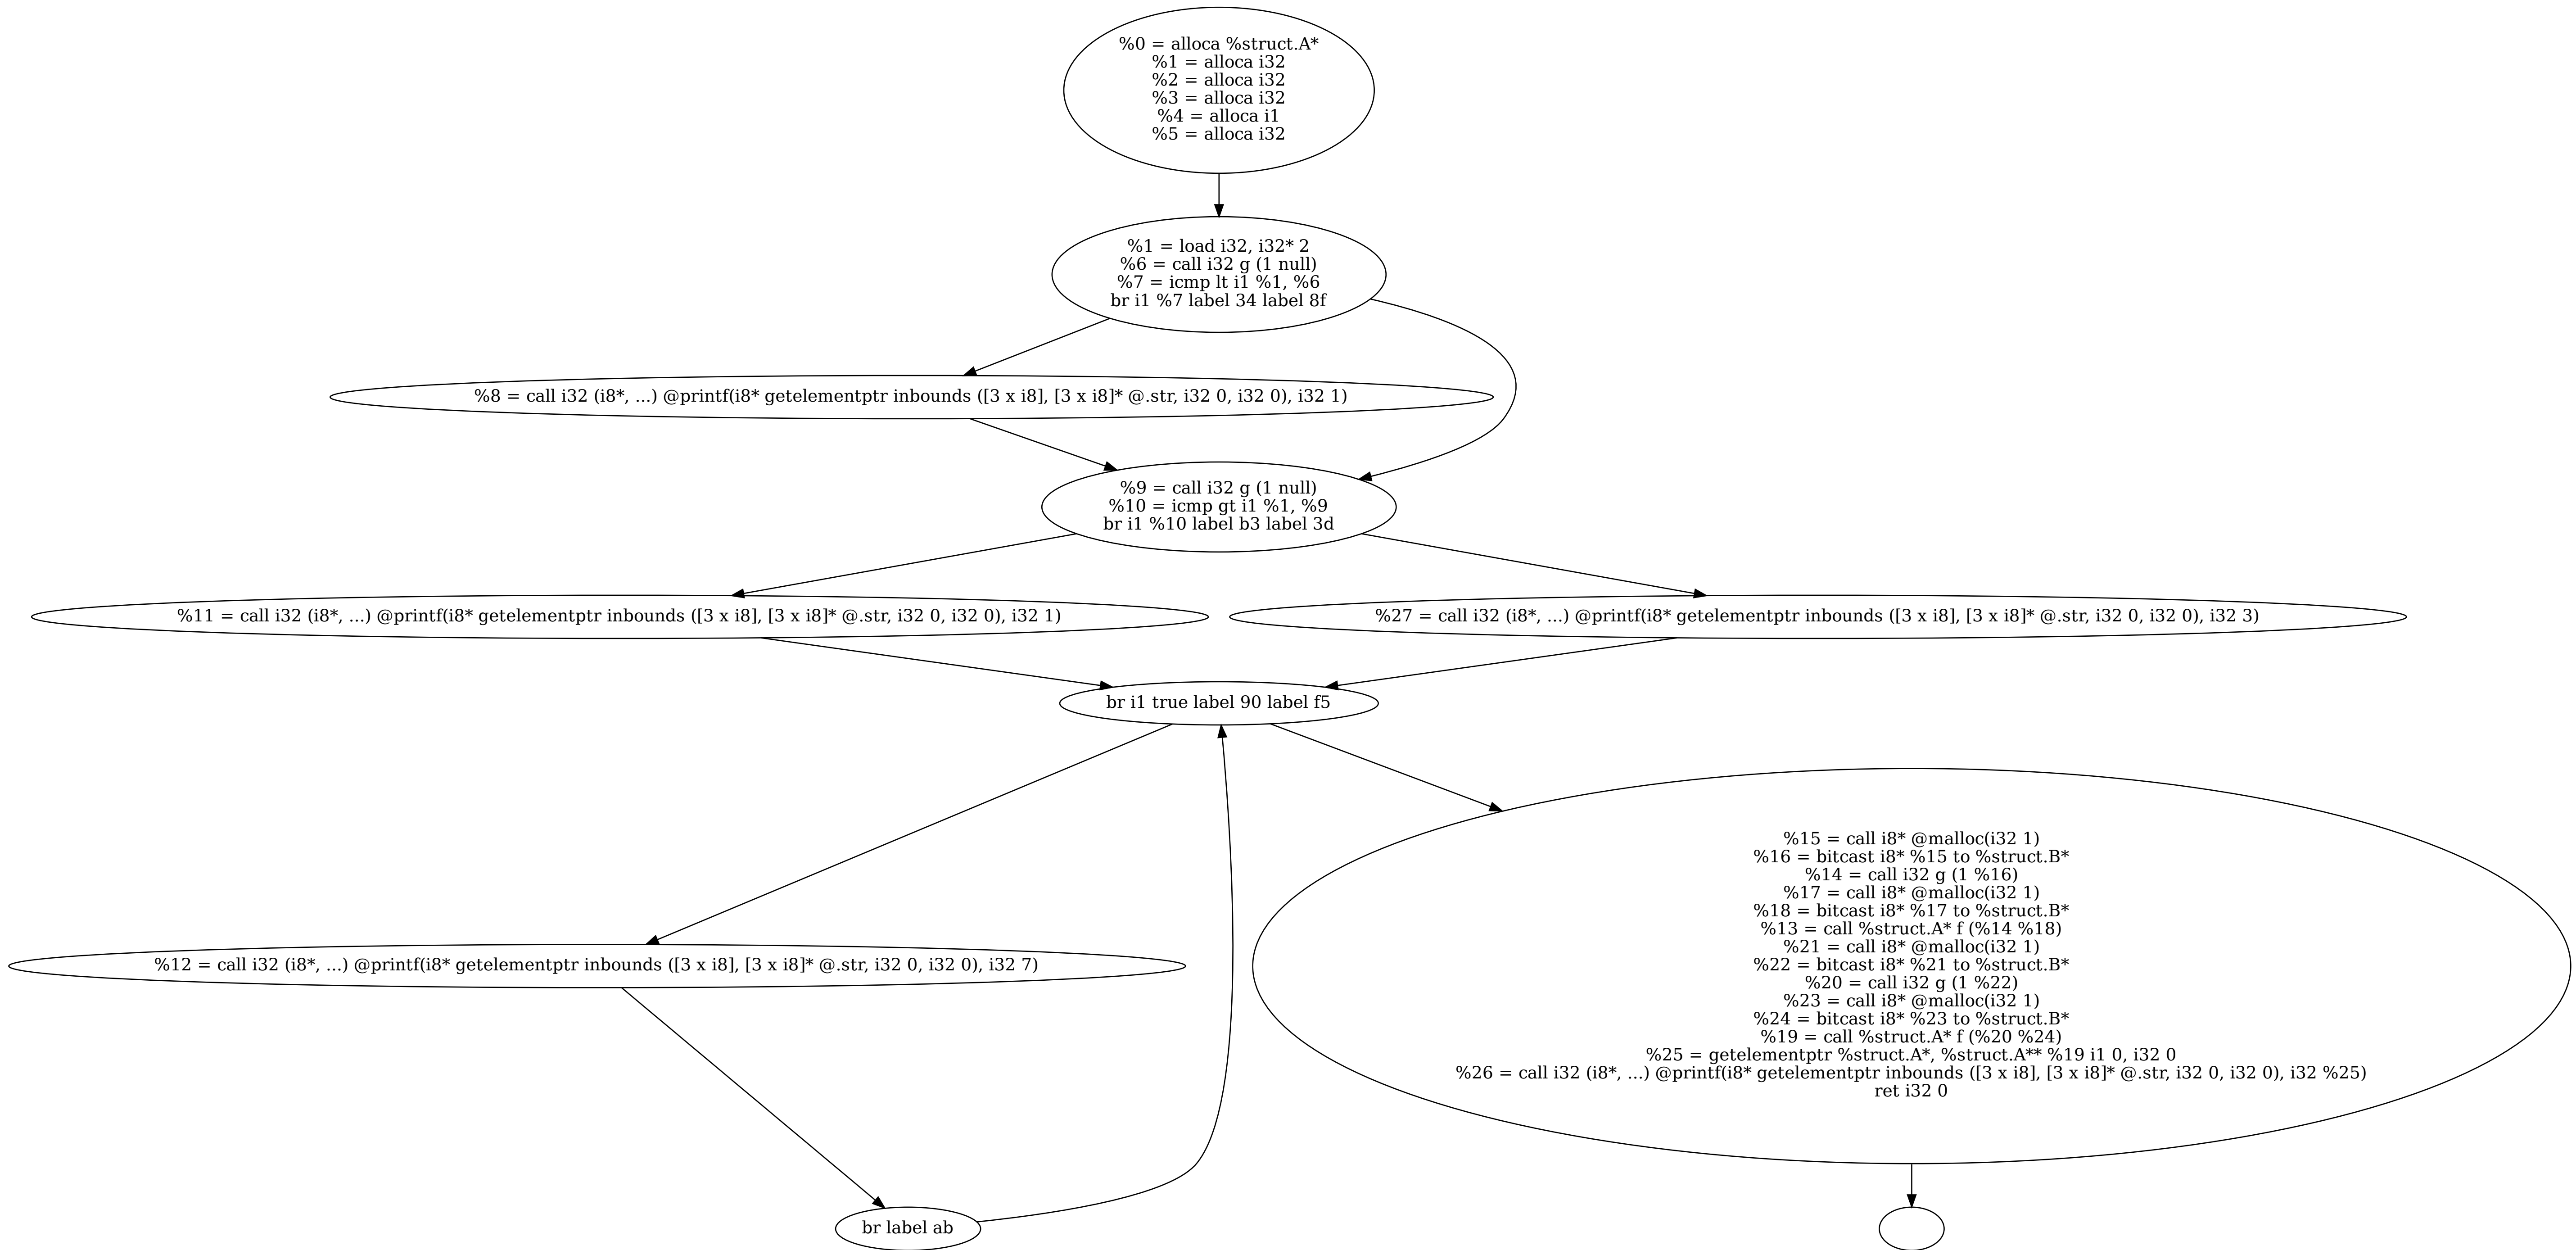 %0 = alloca %struct.A*
%1 = alloca i32
%2 = alloca i32
%3 = alloca i32
%4 = alloca i1
%5 = alloca i32
%1 = load i32, i32* 2
%6 = call i32 g (1 null)
%7 = icmp lt i1 %1, %6
br i1 %7 label 34 label 8f
%8 = call i32 (i8*, ...) @printf(i8* getelementptr inbounds ([3 x i8], [3 x i8]* @.str, i32 0, i32 0), i32 1)
%9 = call i32 g (1 null)
%10 = icmp gt i1 %1, %9
br i1 %10 label b3 label 3d
%11 = call i32 (i8*, ...) @printf(i8* getelementptr inbounds ([3 x i8], [3 x i8]* @.str, i32 0, i32 0), i32 1)
%27 = call i32 (i8*, ...) @printf(i8* getelementptr inbounds ([3 x i8], [3 x i8]* @.str, i32 0, i32 0), i32 3)
br i1 true label 90 label f5
%12 = call i32 (i8*, ...) @printf(i8* getelementptr inbounds ([3 x i8], [3 x i8]* @.str, i32 0, i32 0), i32 7)
%15 = call i8* @malloc(i32 1)
%16 = bitcast i8* %15 to %struct.B*
%14 = call i32 g (1 %16)
%17 = call i8* @malloc(i32 1)
%18 = bitcast i8* %17 to %struct.B*
%13 = call %struct.A* f (%14 %18)
%21 = call i8* @malloc(i32 1)
%22 = bitcast i8* %21 to %struct.B*
%20 = call i32 g (1 %22)
%23 = call i8* @malloc(i32 1)
%24 = bitcast i8* %23 to %struct.B*
%19 = call %struct.A* f (%20 %24)
%25 = getelementptr %struct.A*, %struct.A** %19 i1 0, i32 0
%26 = call i32 (i8*, ...) @printf(i8* getelementptr inbounds ([3 x i8], [3 x i8]* @.str, i32 0, i32 0), i32 %25)
ret i32 0
br label ab